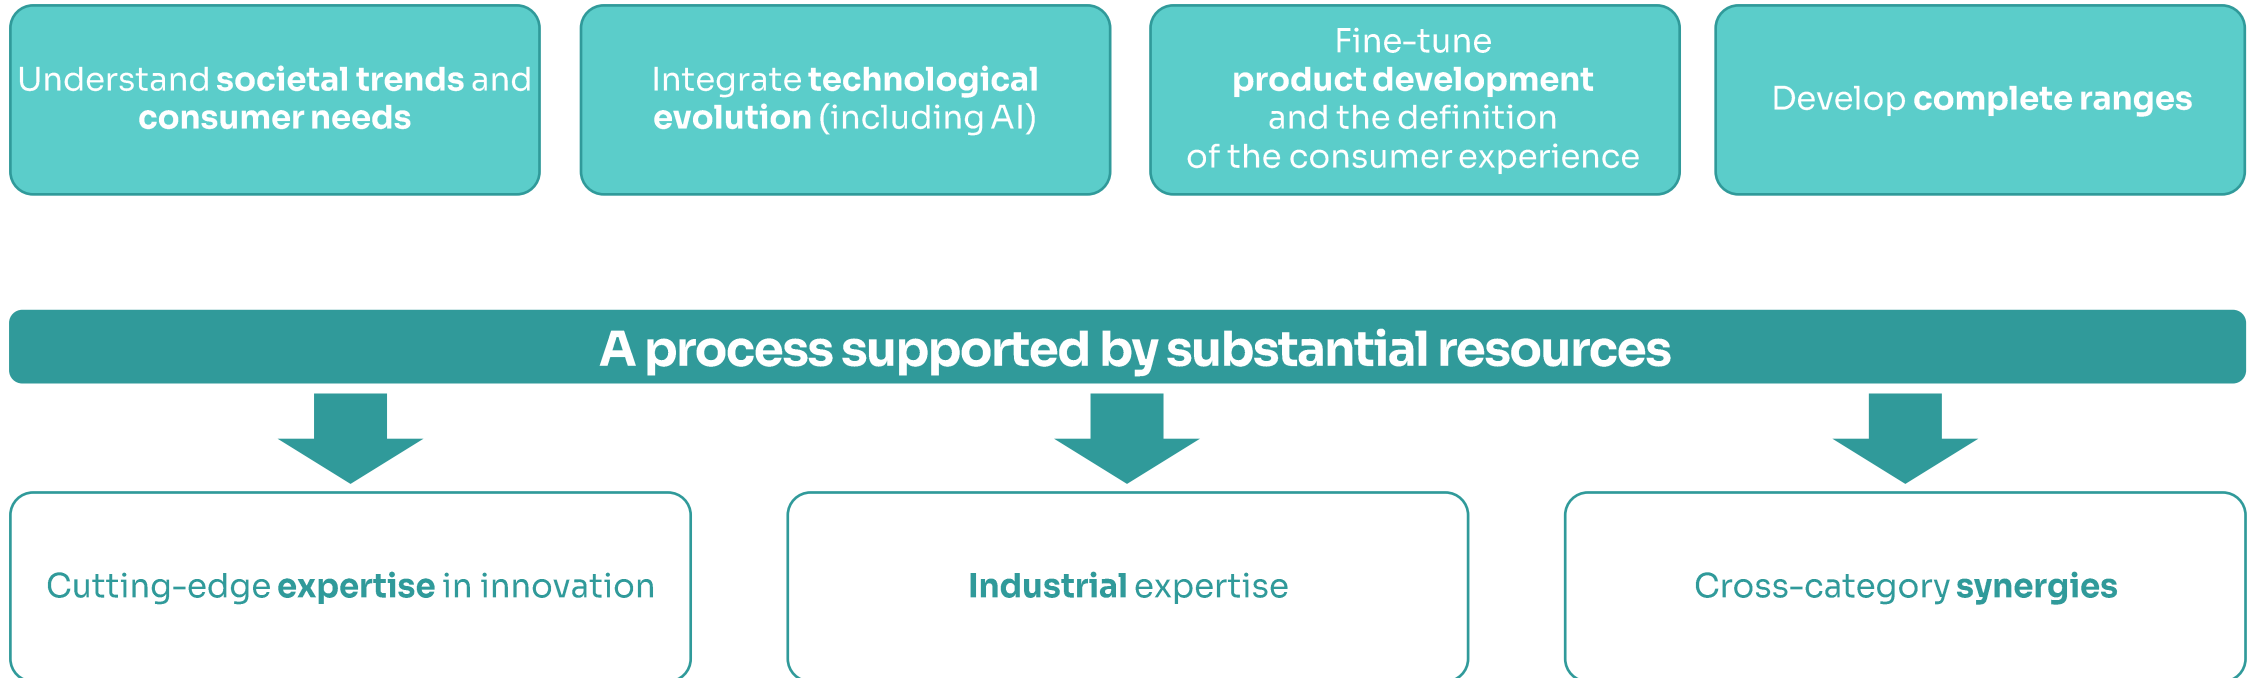 Understand societal trends and
consumer needs
Integrate technological
evolution (including AI)
Fine-tune
product development
and the definition
of the consumer experience
Develop complete ranges
A process supported by substantial resources
Cutting-edge expertise in innovation
Industrial expertise
Cross-category synergies